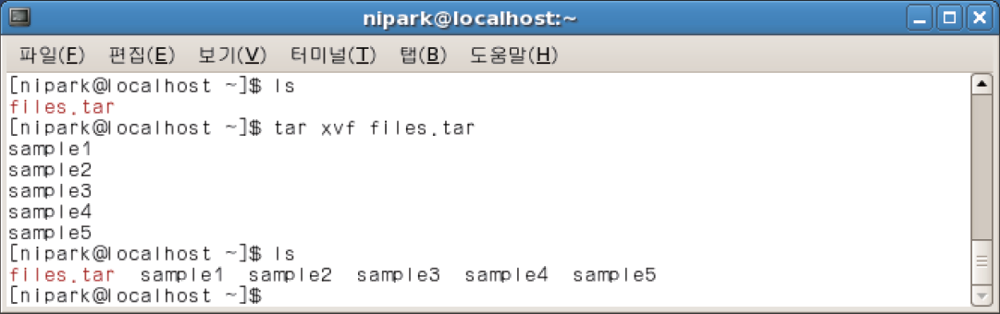 nipark@localhost:~
파일(F) 편집(E) 보기(V) 터미널(T) 탭(B) 도움말(H)
[nipark@localhost ~]$ ls
files.tar
[nipark@localhost ~]$ tar xvf files.tar
sample1
sample2
sample3
sample4
sample5
[nipark@localhost ~]$ ls
files.tar  sample1  sample2  sample3  sample4  sample5
[nipark@localhost ~]$